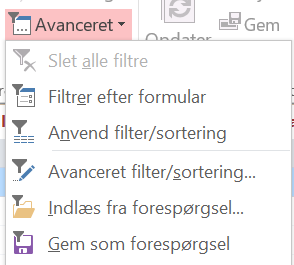 Avanceret
Opdater
Gem
Slet alle filtre
Filtrer efter formular
Anvend filter/sortering
Avanceret filter/sortering...
Indlæs fra forespørgsel...
Gem som forespørgsel